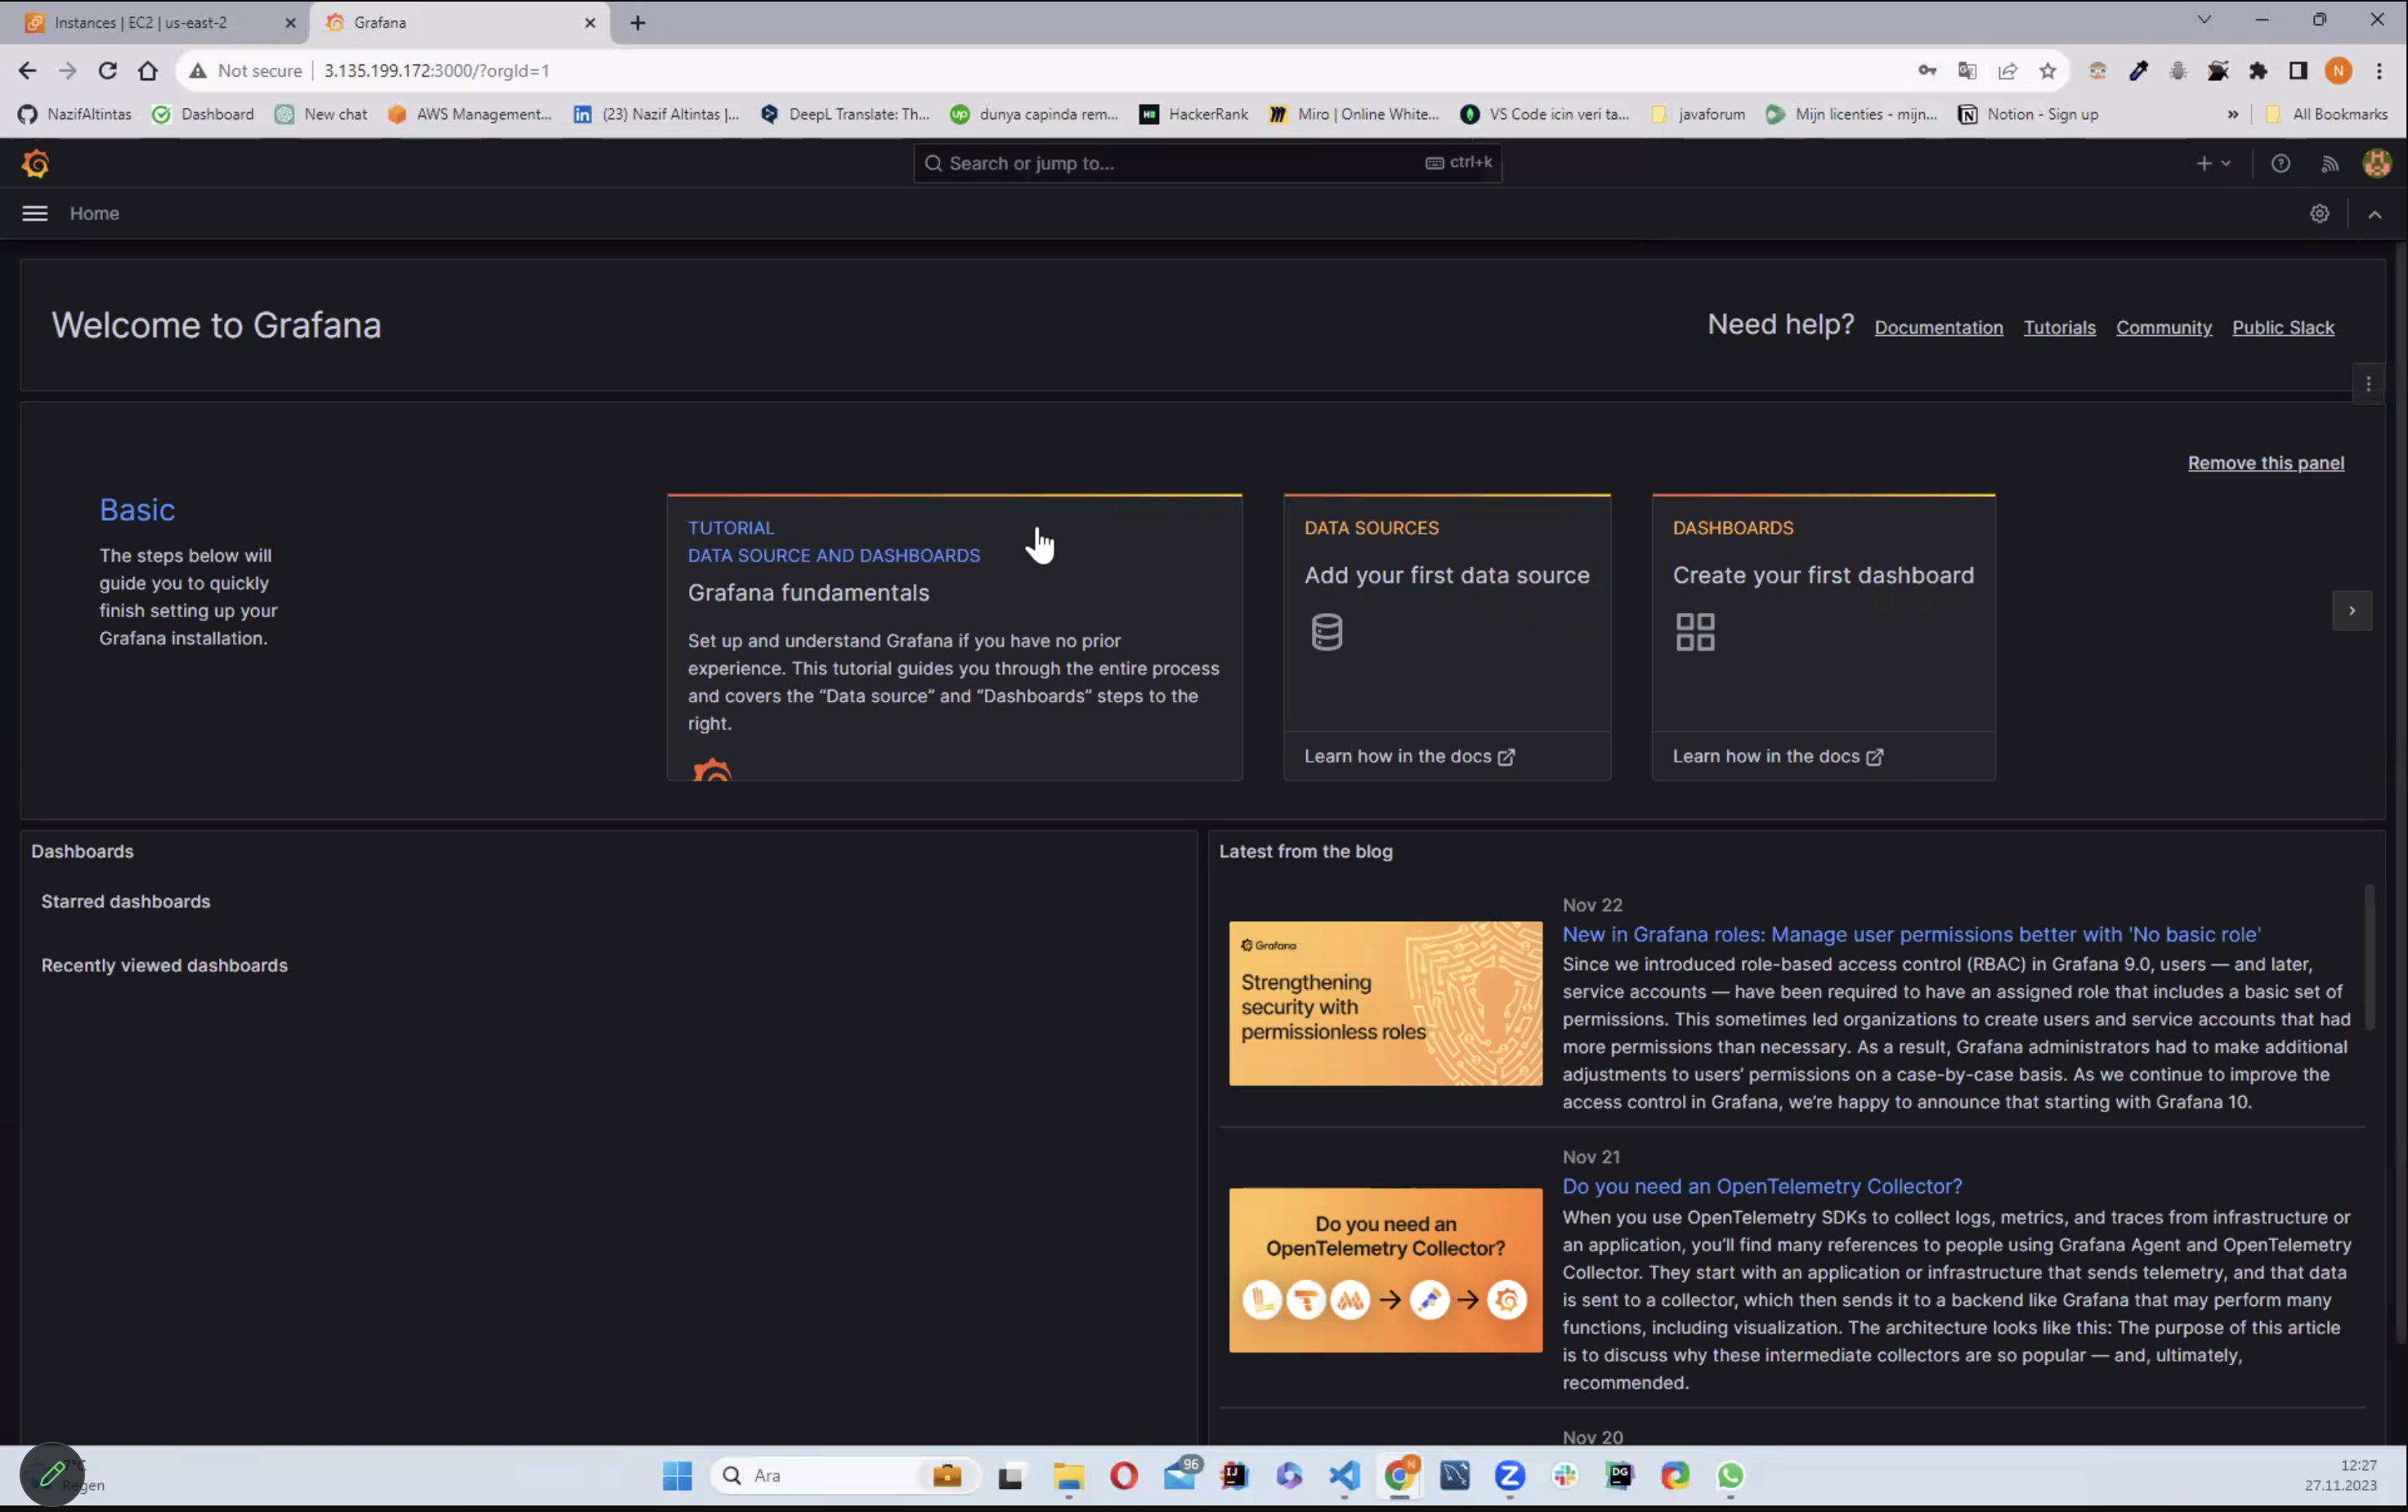 Instances | EC2 | us-east-2
Grafana
Not secure
3.135.199.172:3000/?orgId=1
NazifAltintas
Dashboard
New chat
AWS Management...
(23) Nazif Altintas |...
DeepL Translate: Th...
dunya capinda rem...
HackerRank
Miro | Online White...
VS Code icin veri ta...
javaforum
Mijn licenties - mijn...
Notion - Sign up
»
All Bookmarks
N
Search or jump to...
ctrl+k
Home
Welcome to Grafana
Need help?
Documentation
Tutorials
Community
Public Slack
Remove this panel
Basic
The steps below will
guide you to quickly
finish setting up your
Grafana installation.
TUTORIAL
DATA SOURCE AND DASHBOARDS
Grafana fundamentals
Set up and understand Grafana if you have no prior
experience. This tutorial guides you through the entire process
and covers the “Data source” and “Dashboards” steps to the
right.
DATA SOURCES
Add your first data source
Learn how in the docs
DASHBOARDS
Create your first dashboard
Learn how in the docs
Dashboards
Starred dashboards
Recently viewed dashboards
Latest from the blog
Grafana
Strengthening
security with
permissionless roles
Nov 22
New in Grafana roles: Manage user permissions better with 'No basic role'
Since we introduced role-based access control (RBAC) in Grafana 9.0, users — and later,
service accounts — have been required to have an assigned role that includes a basic set of
permissions. This sometimes led organizations to create users and service accounts that had
more permissions than necessary. As a result, Grafana administrators had to make additional
adjustments to users’ permissions on a case-by-case basis. As we continue to improve the
access control in Grafana, we’re happy to announce that starting with Grafana 10.
Do you need an
OpenTelemetry Collector?
Nov 21
Do you need an OpenTelemetry Collector?
When you use OpenTelemetry SDKs to collect logs, metrics, and traces from infrastructure or
an application, you’ll find many references to people using Grafana Agent and OpenTelemetry
Collector. They start with an application or infrastructure that sends telemetry, and that data
is sent to a collector, which then sends it to a backend like Grafana that may perform many
functions, including visualization. The architecture looks like this: The purpose of this article
is to discuss why these intermediate collectors are so popular — and, ultimately,
recommended.
Nov 20
7°C
Regen
Ara
96
N
12:27
27.11.2023